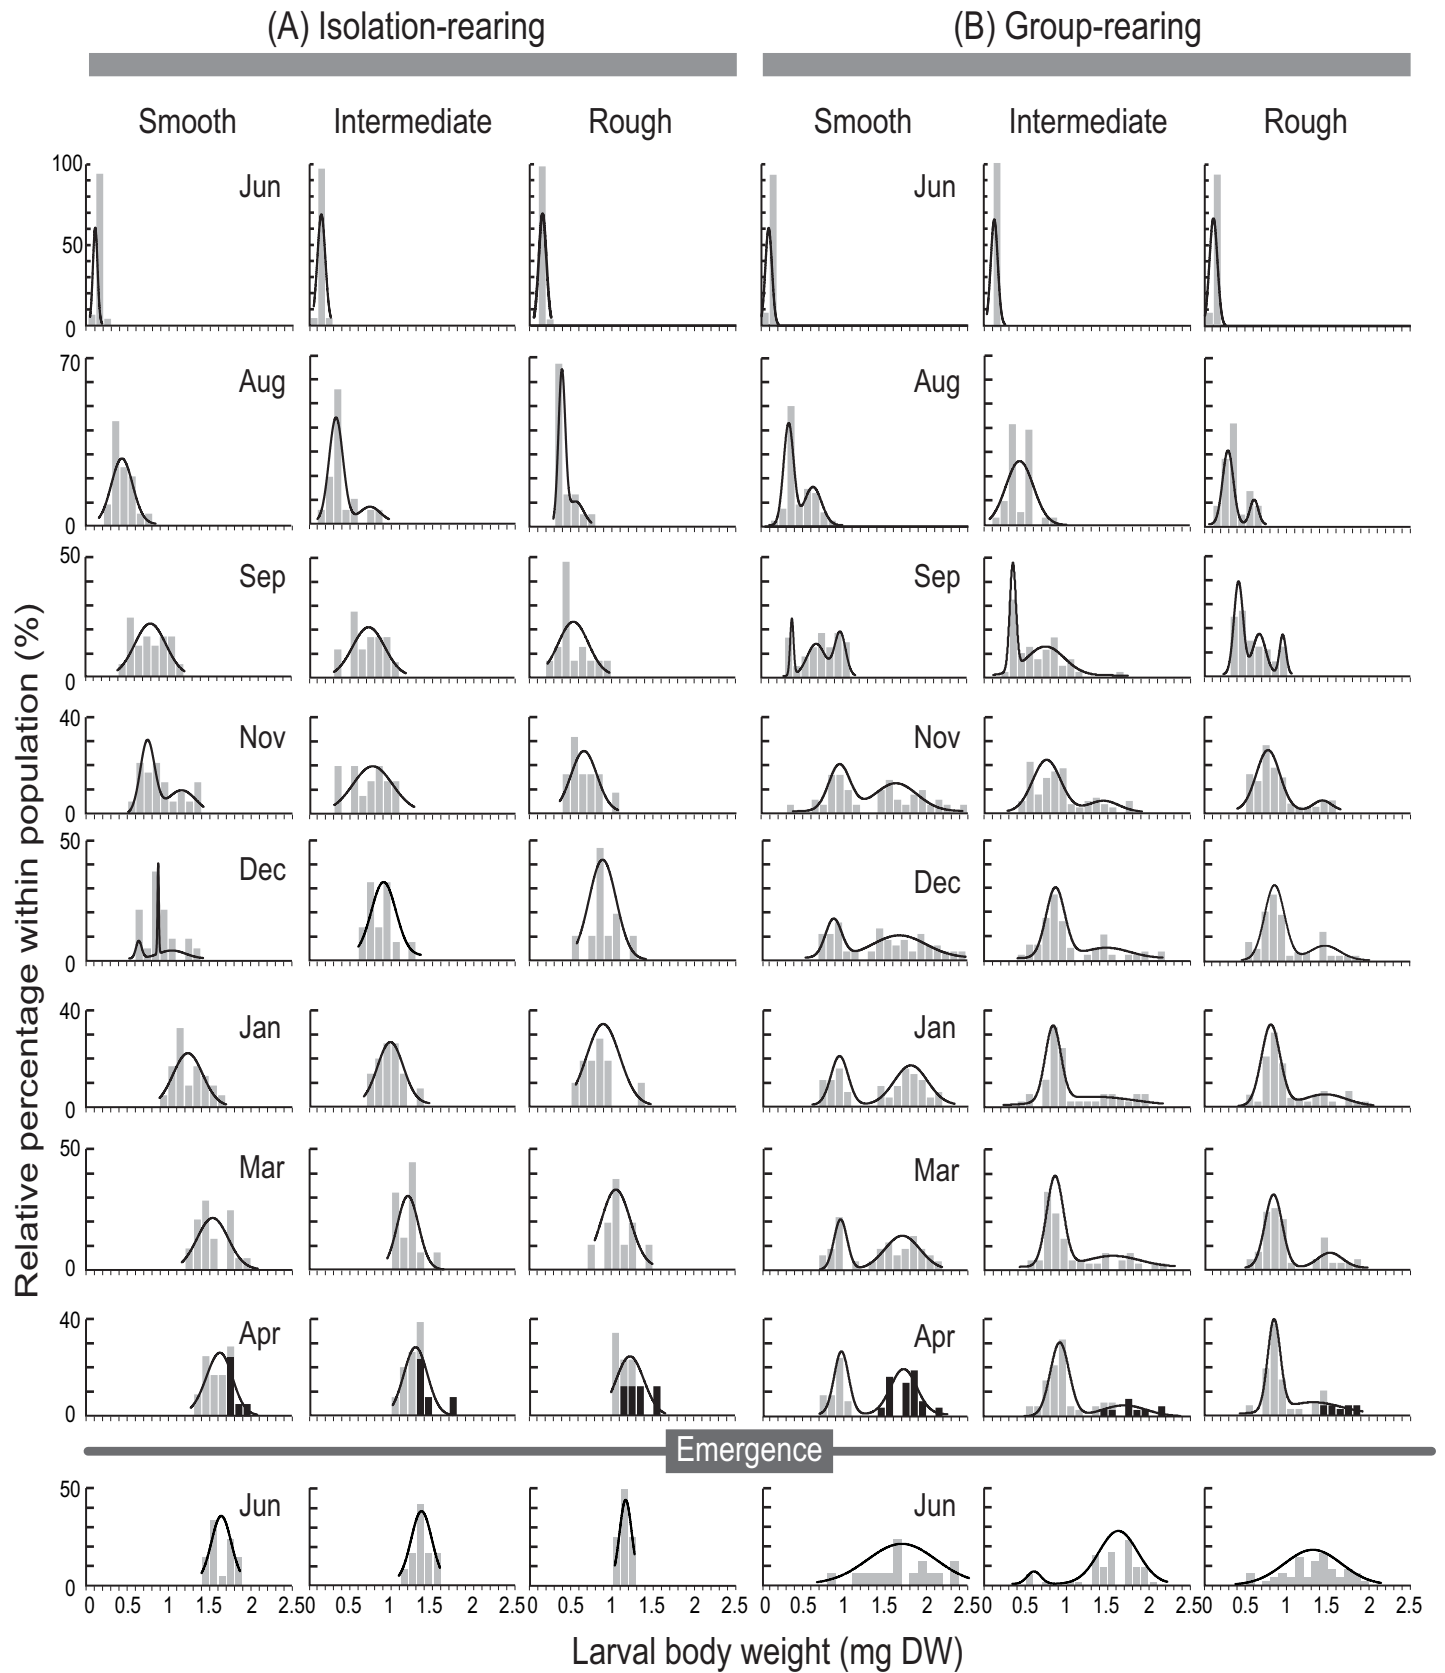 (A) Isolation-rearing (B) Group-rearing
Smooth Intermediate Rough Smooth Intermediate Rough
100 Jun Jun
50
0
70 Aug Aug
0
50 Sep Sep
0
40 Nov Nov
0
50 Dec Dec
0
40 Jan Jan
0
50 Mar Mar
0
40 Apr Apr
0
Relative percentage within population (%)
Emergence
50 Jun Jun
0
0 0.5 1 1.5 2 2.50 0.5 1 1.5 2 2.50 0.5 1 1.5 2 2.5 0 0.5 1 1.5 2 2.50 0.5 1 1.5 2 2.50 0.5 1 1.5 2 2.5
Larval body weight (mg DW)